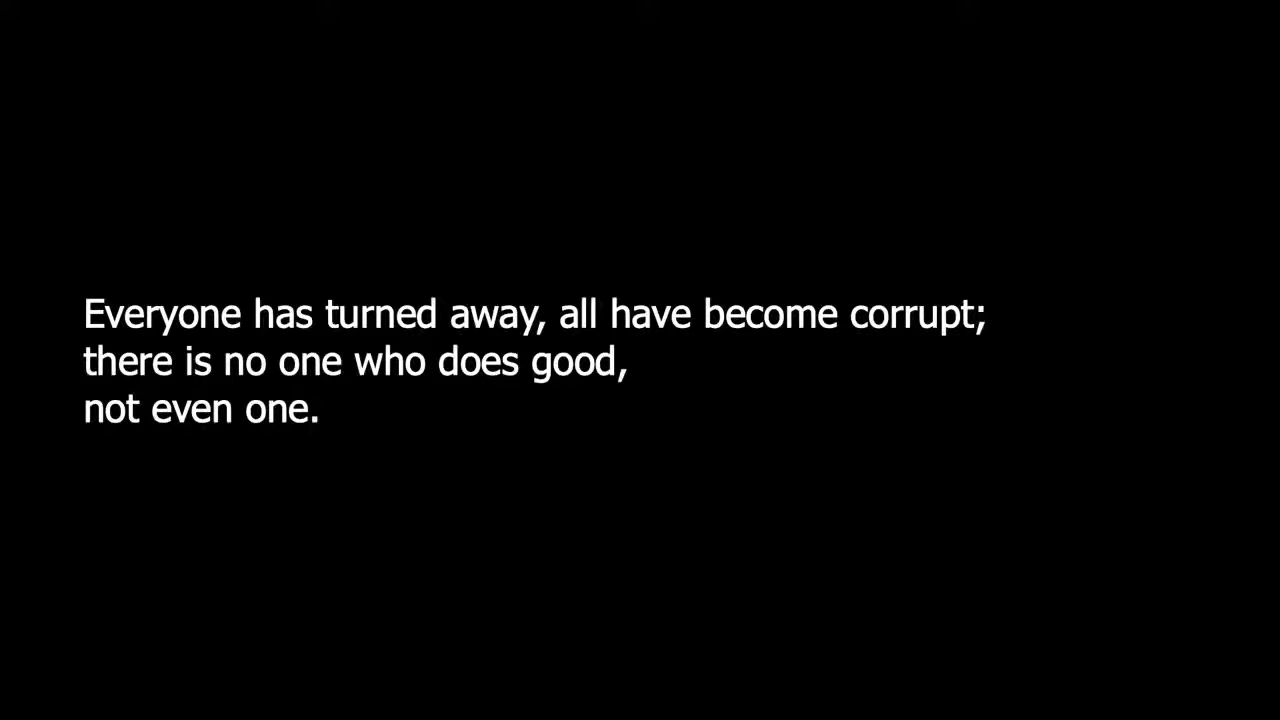 Everyone has turned away, all have become corrupt;
there is no one who does good,
not even one.